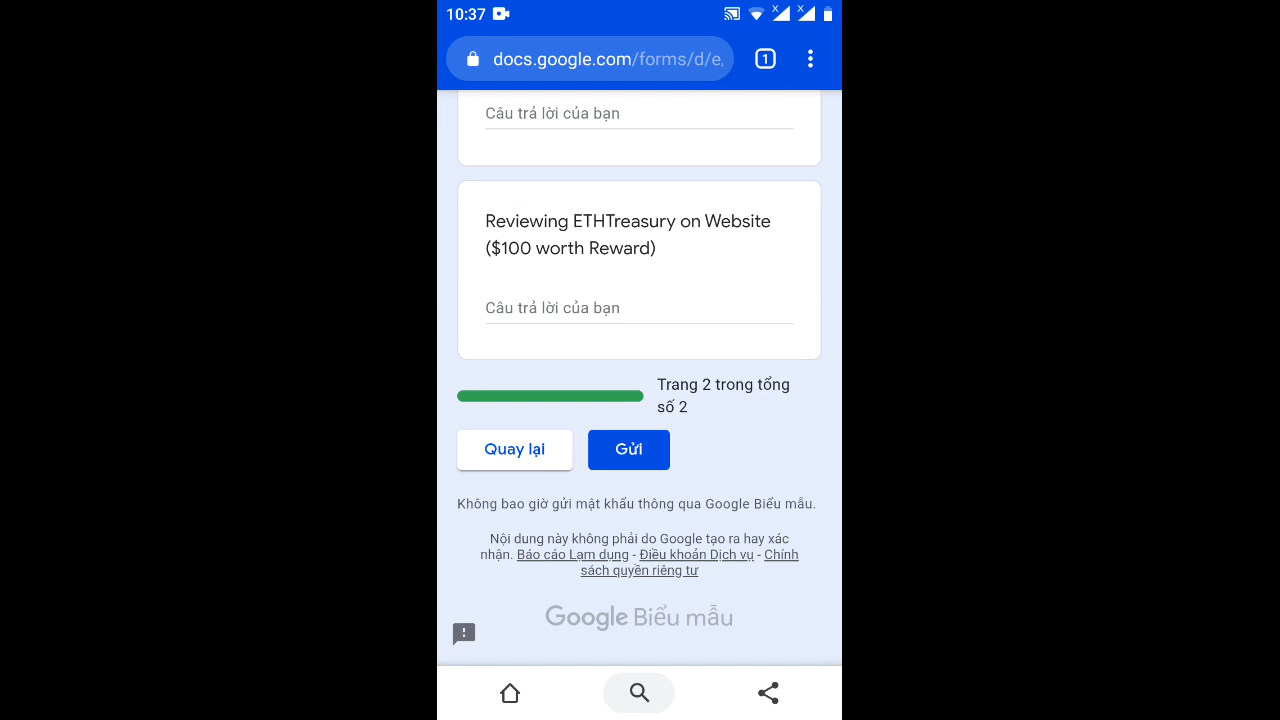 10:37
docs.google.com/forms/d/e,
1
Câu trả lời của bạn
Reviewing ETHTreasury on Website
($100 worth Reward)
Câu trả lời của bạn
Trang 2 trong tổng
số 2
Quay lại
Gửi
Không bao giờ gửi mật khẩu thông qua Google Biểu mẫu.
Nội dung này không phải do Google tạo ra hay xác
nhận. Báo cáo Lạm dụng - Điều khoản Dịch vụ - Chính
sách quyền riêng tư
Google Biểu mẫu